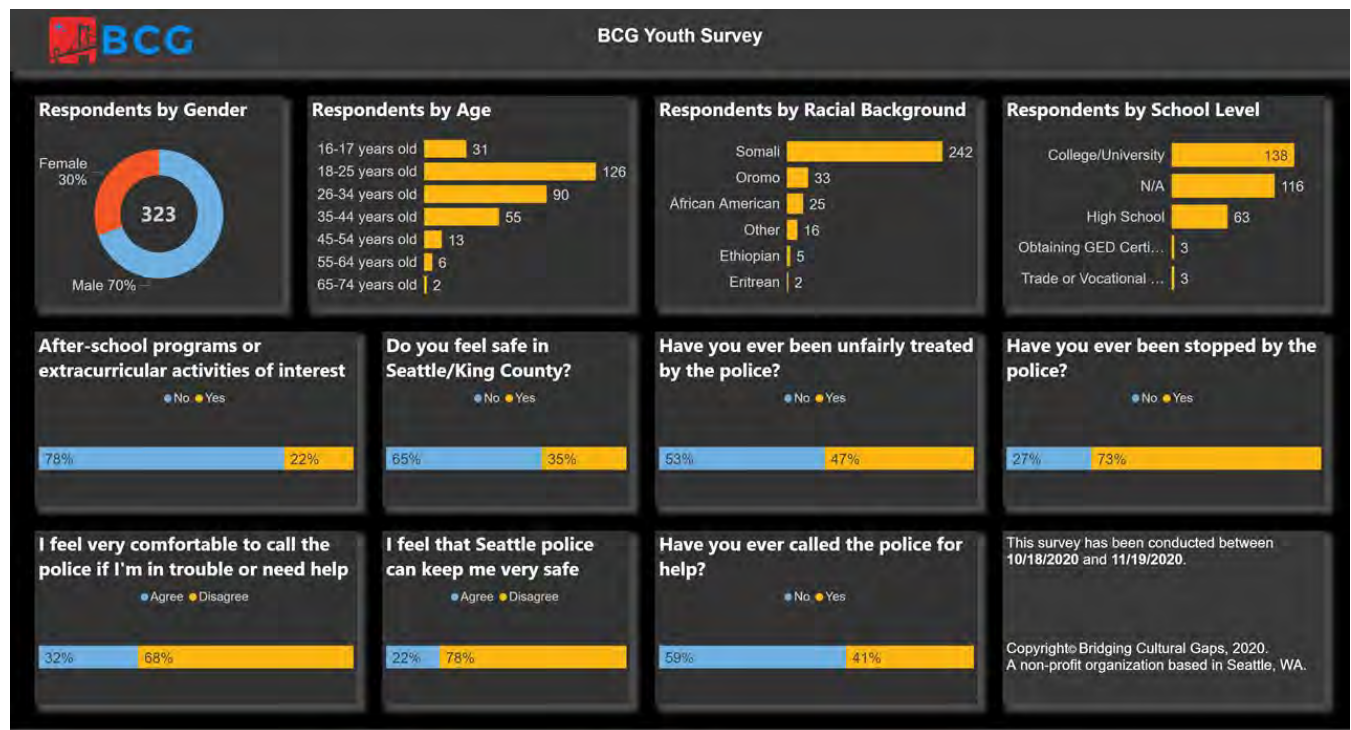 BCG
BCG Youth Survey
Respondents by Gender
Female
30%
323
Male 70%
Respondents by Age
16-17 years old 31
18-25 years old 126
26-34 years old 90
35-44 years old 55
45-54 years old 13
55-64 years old 6
65-74 years old 2
Respondents by Racial Background
Somali 242
Oromo 33
African American 25
Other 16
Ethiopian 5
Eritrean 2
Respondents by School Level
College/University 138
N/A 116
High School 63
Obtaining GED Certi... 3
Trade or Vocational ... 3
After-school programs or
extracurricular activities of interest
No Yes
78% 22%
Do you feel safe in
Seattle/King County?
No Yes
65% 35%
Have you ever been unfairly treated
by the police?
No Yes
53% 47%
Have you ever been stopped by the
police?
No Yes
27% 73%
I feel very comfortable to call the
police if I'm in trouble or need help
Agree Disagree
32% 68%
I feel that Seattle police
can keep me very safe
Agree Disagree
22% 78%
Have you ever called the police for
help?
No Yes
59% 41%
This survey has been conducted between
10/18/2020 and 11/19/2020.
Copyright© Bridging Cultural Gaps, 2020.
A non-profit organization based in Seattle, WA.